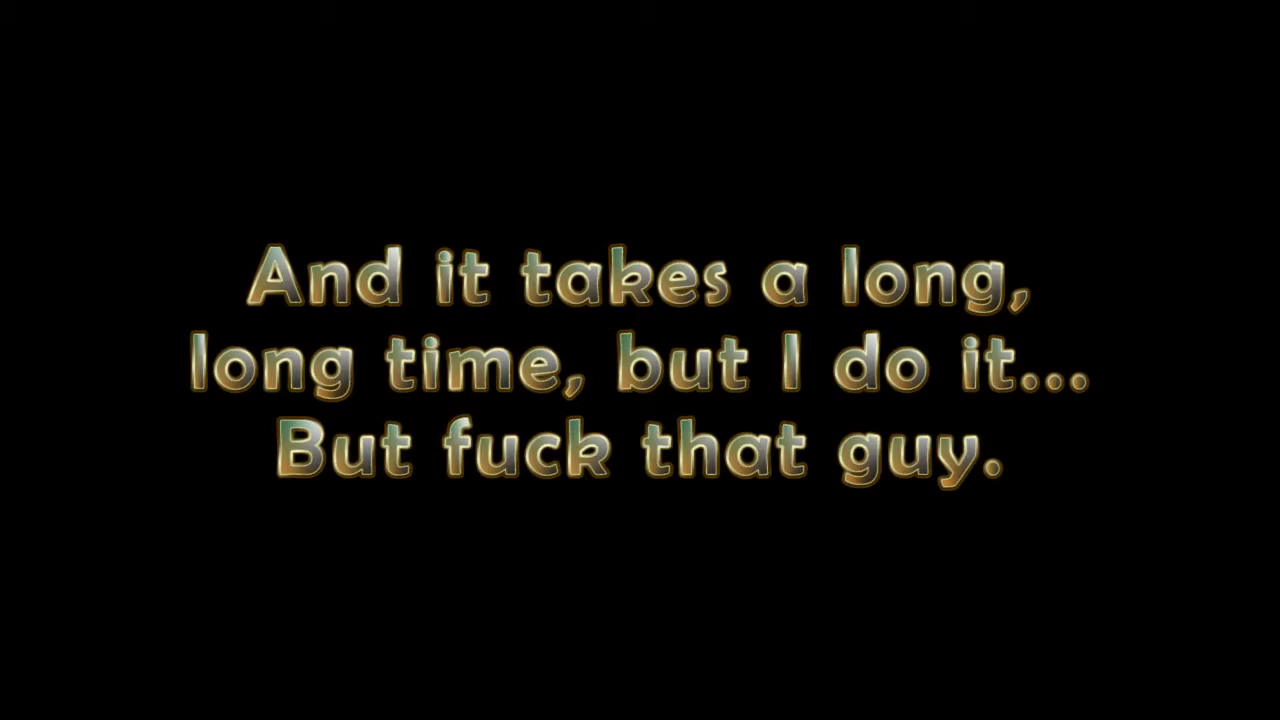 And it takes a long,
long time, but I do it...
But fuck that guy.